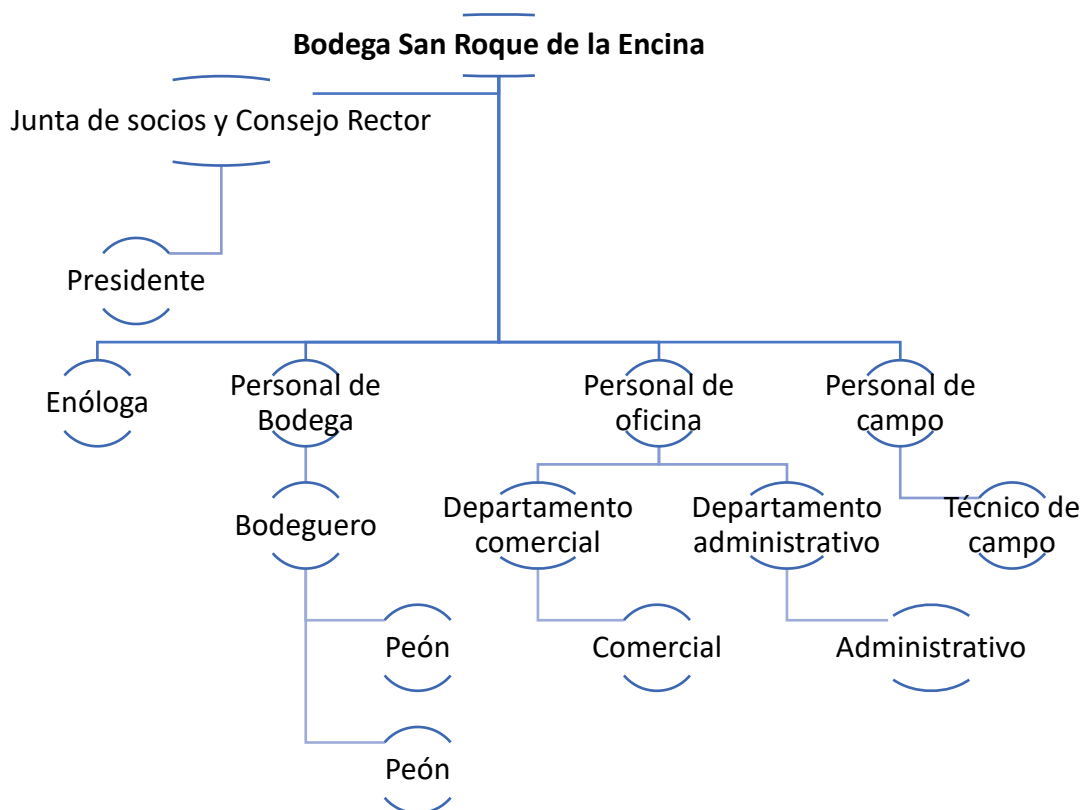 Bodega San Roque de la Encina
Junta de socios y Consejo Rector
Presidente
Enóloga
Personal de
Bodega
Personal de
oficina
Personal de
campo
Bodeguero
Departamento
comercial
Departamento
administrativo
Técnico de
campo
Peón
Comercial
Administrativo
Peón